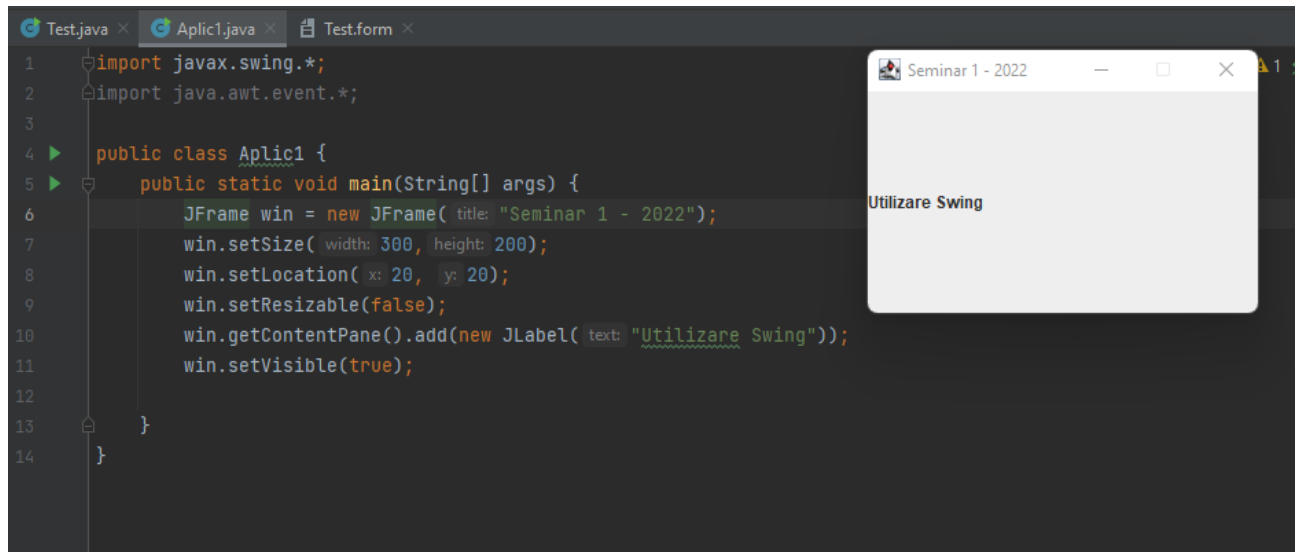 Test.java Aplic1.java Test.form
1 import javax.swing.*;
2 import java.awt.event.*;
3
4 public class Aplic1 {
5 public static void main(String[] args) {
6 JFrame win = new JFrame( title: "Seminar 1 - 2022");
7 win.setSize( width: 300, height: 200);
8 win.setLocation( x: 20, y: 20);
9 win.setResizable(false);
10 win.getContentPane().add(new JLabel( text: "Utilizare Swing"));
11 win.setVisible(true);
12
13 }
14 }
Seminar 1 - 2022
Utilizare Swing
1